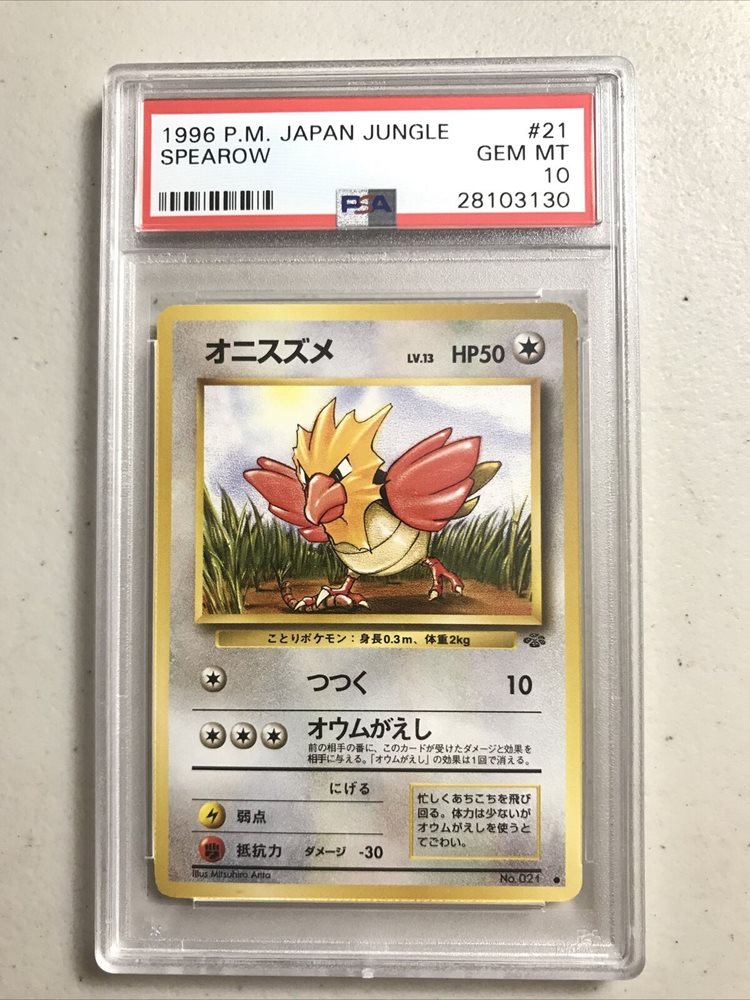 1996 P.M. JAPAN JUNGLE #21
SPEAROW GEM MT
10
PSA 28103130
オニスズメ LV.13 HP50
ことりポケモン:身長0.3m、体重2kg
つつく 10
オウムがえし
前の相手の番に、このカードが受けたダメージと効果を
相手に与える。「オウムがえし」の効果は1回で消える。
にげる
弱点
抵抗力 ダメージ -30
忙しくあちこちを飛び
回る。体力は少ないが
オウムがえしを使うと
てごわい。
Illus. Mitsuhiro Arita
No. 021